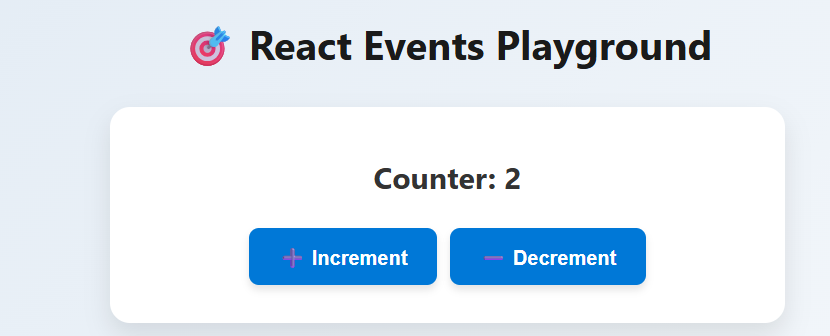 🎯 React Events Playground
Counter: 2
➕ Increment
➖ Decrement